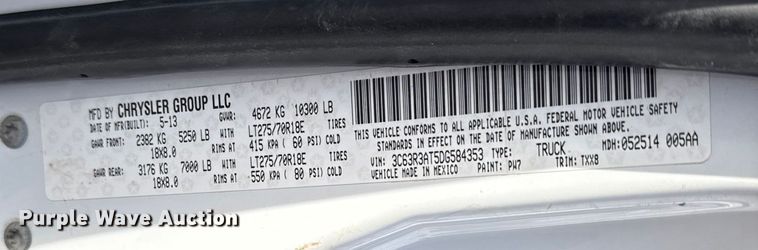 MFD BY CHRYSLER GROUP LLC GVWR: 4672 KG 10300 LB
DATE OF MFR(BUILT) 5-13
GAWR FRONT: 2382 KG 5250 LB WITH LT275/70R18E TIRES
18X8.0 RIMS AT 415 KPA ( 60 PSI) COLD
GAWR REAR: 3176 KG 7000 LB WITH LT275/70R18E TIRES
18X8.0 RIMS AT 550 KPA ( 80 PSI) COLD
THIS VEHICLE CONFORMS TO ALL APPLICABLE U.S.A. FEDERAL MOTOR VEHICLE SAFETY
STANDARDS IN EFFECT ON THE DATE OF MANUFACTURE SHOWN ABOVE.
VIN: 3C63R3AT5DG584353 TYPE: TRUCK MDH: 052514 005AA
VEHICLE MADE IN MEXICO PAINT: PW7 TRIM: TXX8
Purple Wave Auction
Purple Wave Auction